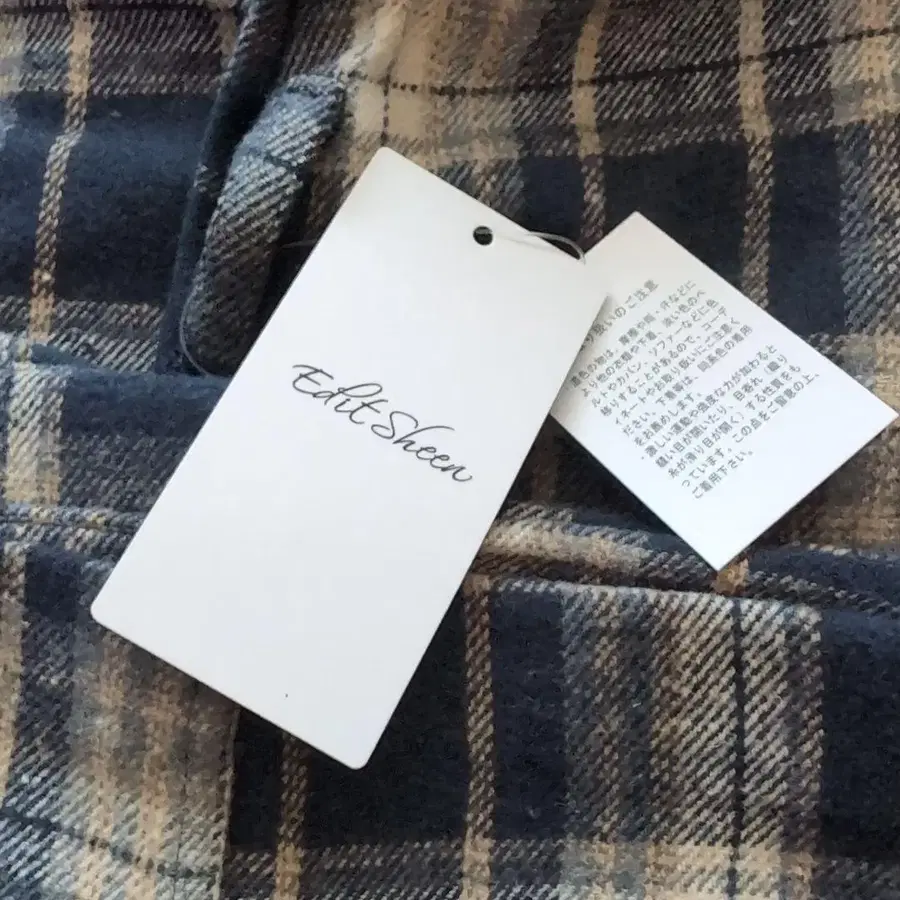 Edit Sheen
り扱いのご注意
濃色の物は、摩擦や雨・汗などに
より他の衣類や下着、淡い色のベ
ルトやカバン、ソファーなどに色
移りすることがあるので、コーデ
ィネートやお取り扱いにご注意く
ださい。下着等は、同系色の着用
をお薦めします。
・激しい運動や強度な力が加わると
縫い目が開いたり、目寄れ（織り
糸が滑り目が開く）する性質をも
っています。この点をご留意の上、
ご着用下さい。